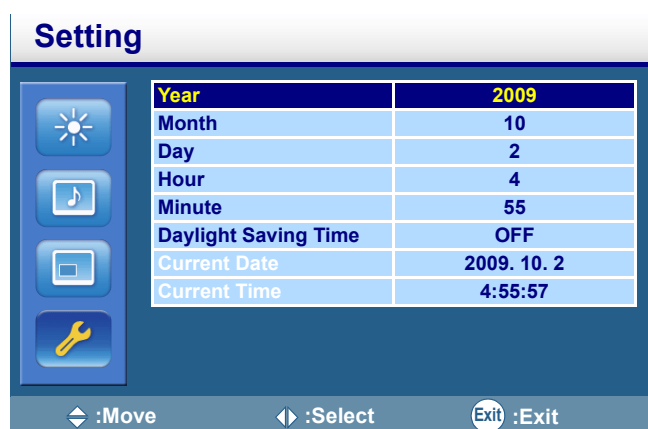 Setting
Year 2009
Month 10
Day 2
Hour 4
Minute 55
Daylight Saving Time OFF
Current Date 2009. 10. 2
Current Time 4:55:57
:Move :Select Exit :Exit